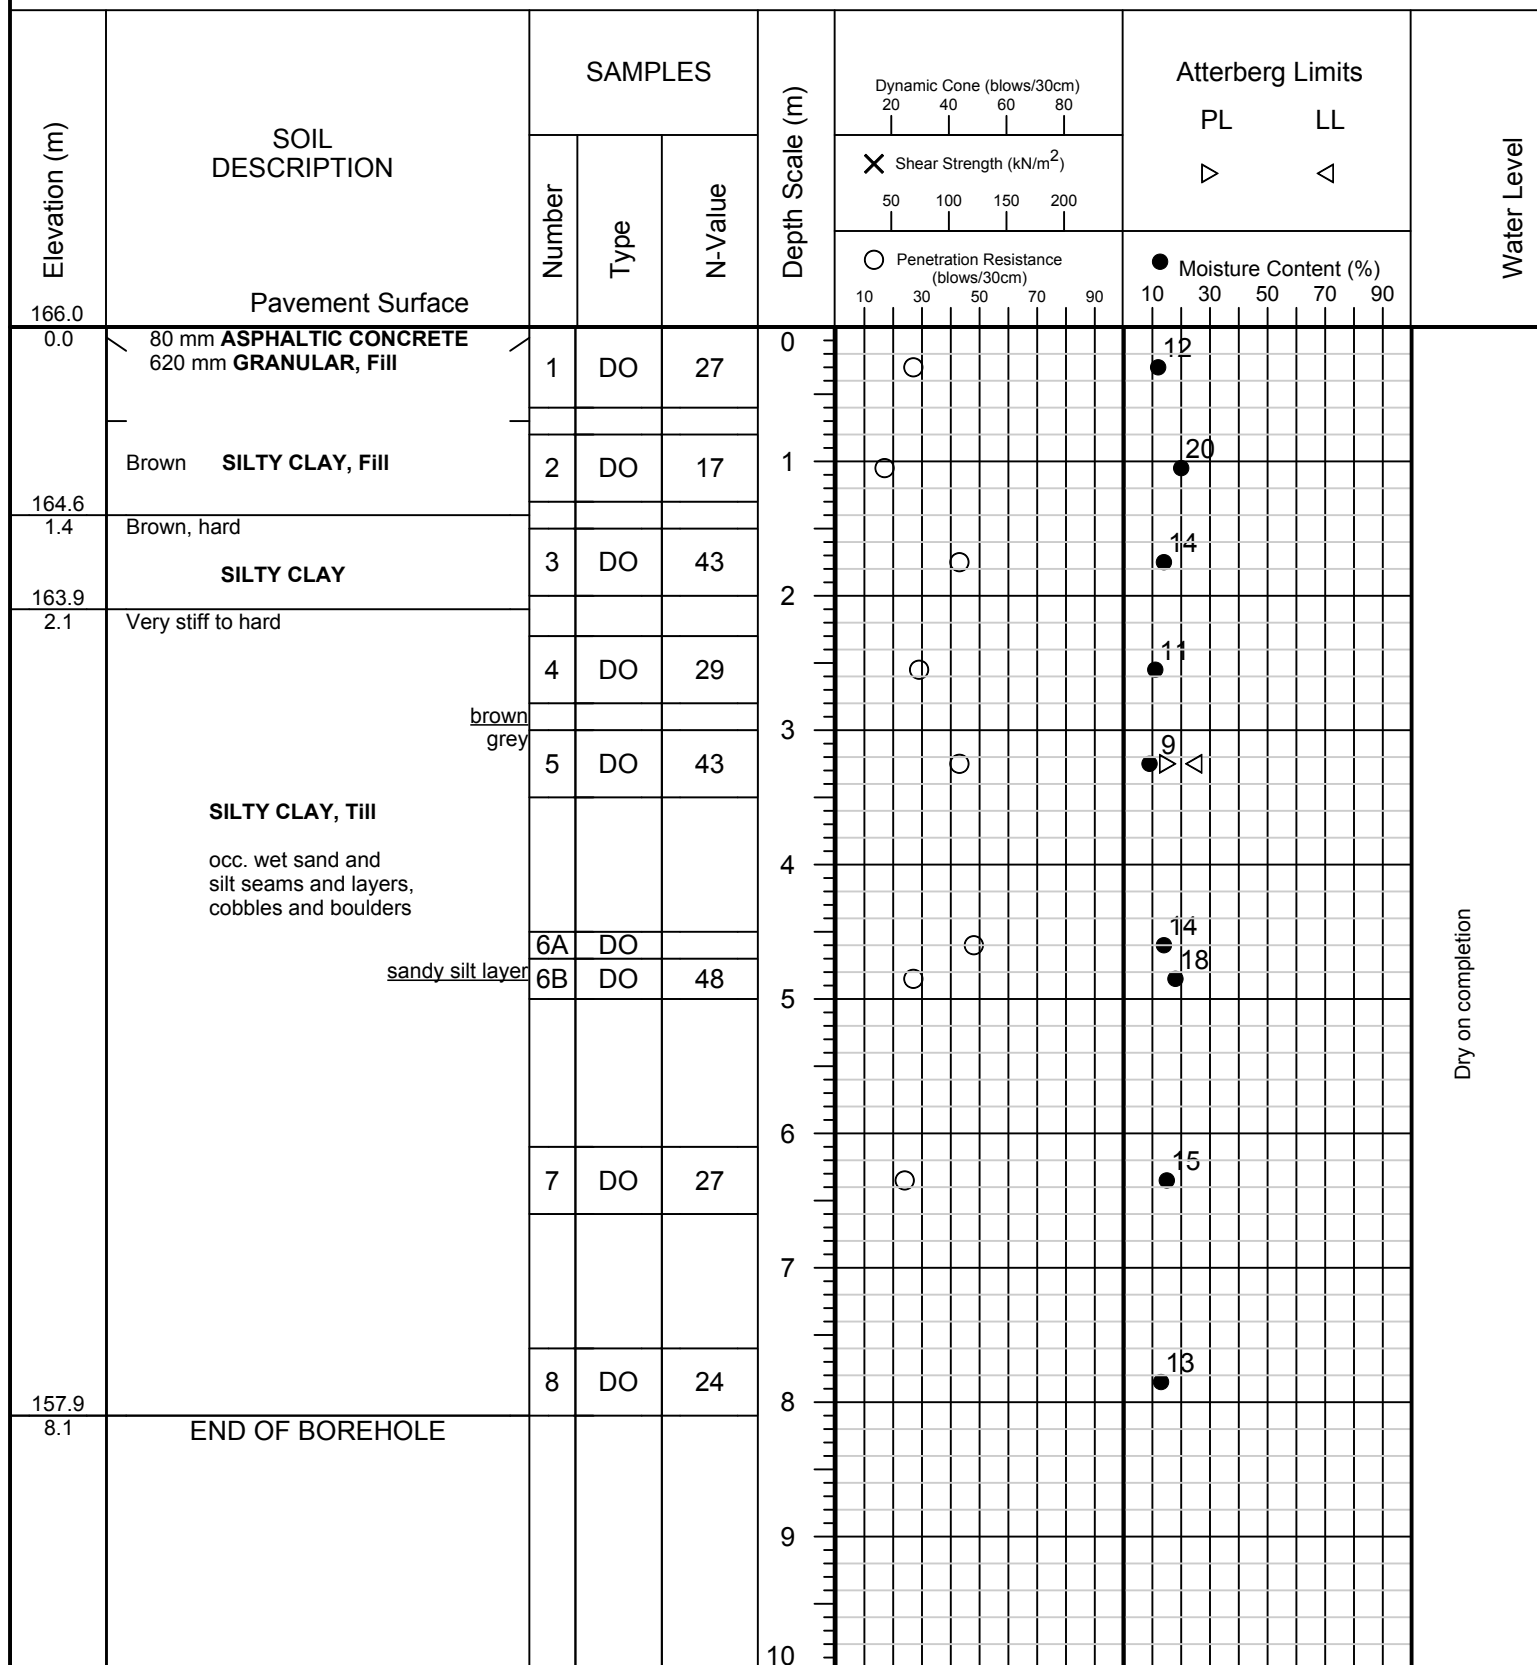 SAMPLES
Atterberg Limits
Dynamic Cone (blows/30cm)
20 40 60 80
PL LL
Elevation (m)
SOIL
DESCRIPTION
Number
Type
N-Value
Depth Scale (m)
Shear Strength (kN/m2)
50 100 150 200
Water Level
Penetration Resistance
(blows/30cm)
10 30 50 70 90
Moisture Content (%)
10 30 50 70 90
Pavement Surface
166.0
0.0
80 mm ASPHALTIC CONCRETE
620 mm GRANULAR, Fill
1 DO 27
0
12
Brown SILTY CLAY, Fill
2 DO 17
1
20
164.6
1.4
Brown, hard
SILTY CLAY
3 DO 43
14
163.9
2
2.1
Very stiff to hard
4 DO 29
11
brown
grey
3
5 DO 43
9
SILTY CLAY, Till
occ. wet sand and
silt seams and layers,
cobbles and boulders
4
6A DO
14
sandy silt layer
6B DO 48
18
5
Dry on completion
6
7 DO 27
15
7
8 DO 24
13
157.9
8
8.1
END OF BOREHOLE
9
10